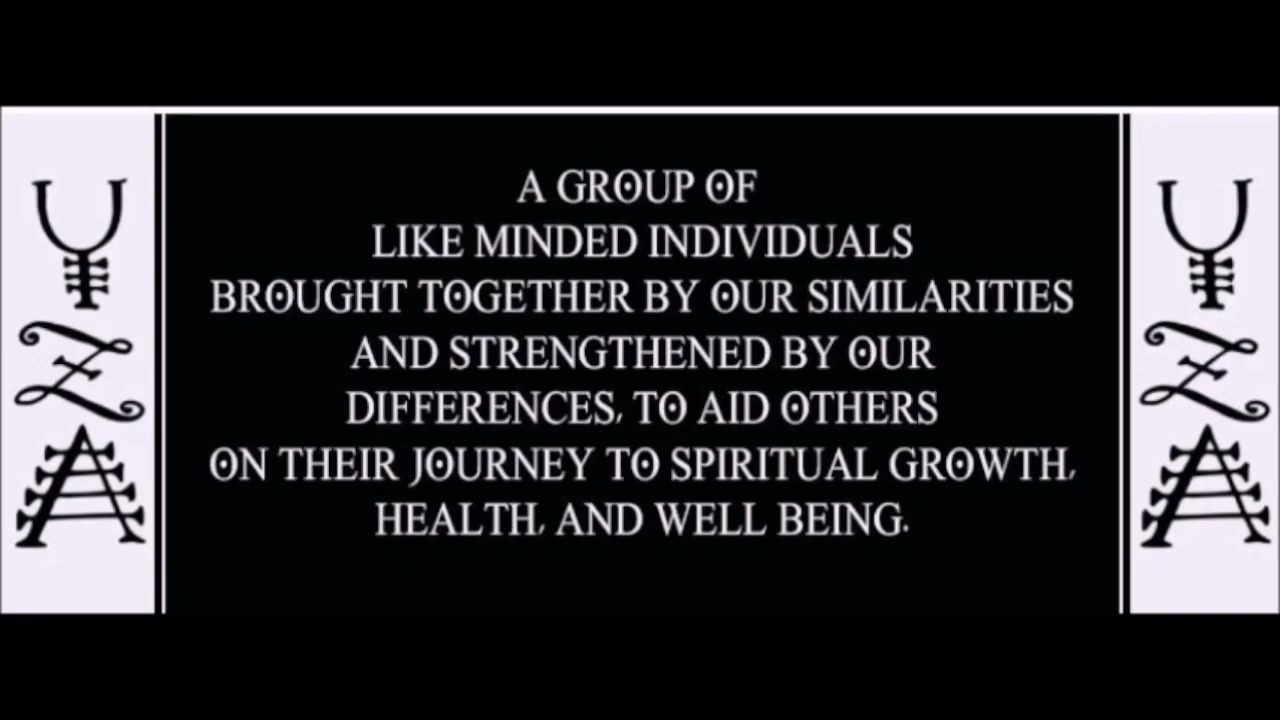 A GROUP OF
LIKE MINDED INDIVIDUALS
BROUGHT TOGETHER BY OUR SIMILARITIES
AND STRENGTHENED BY OUR
DIFFERENCES, TO AID OTHERS
ON THEIR JOURNEY TO SPIRITUAL GROWTH,
HEALTH, AND WELL BEING.